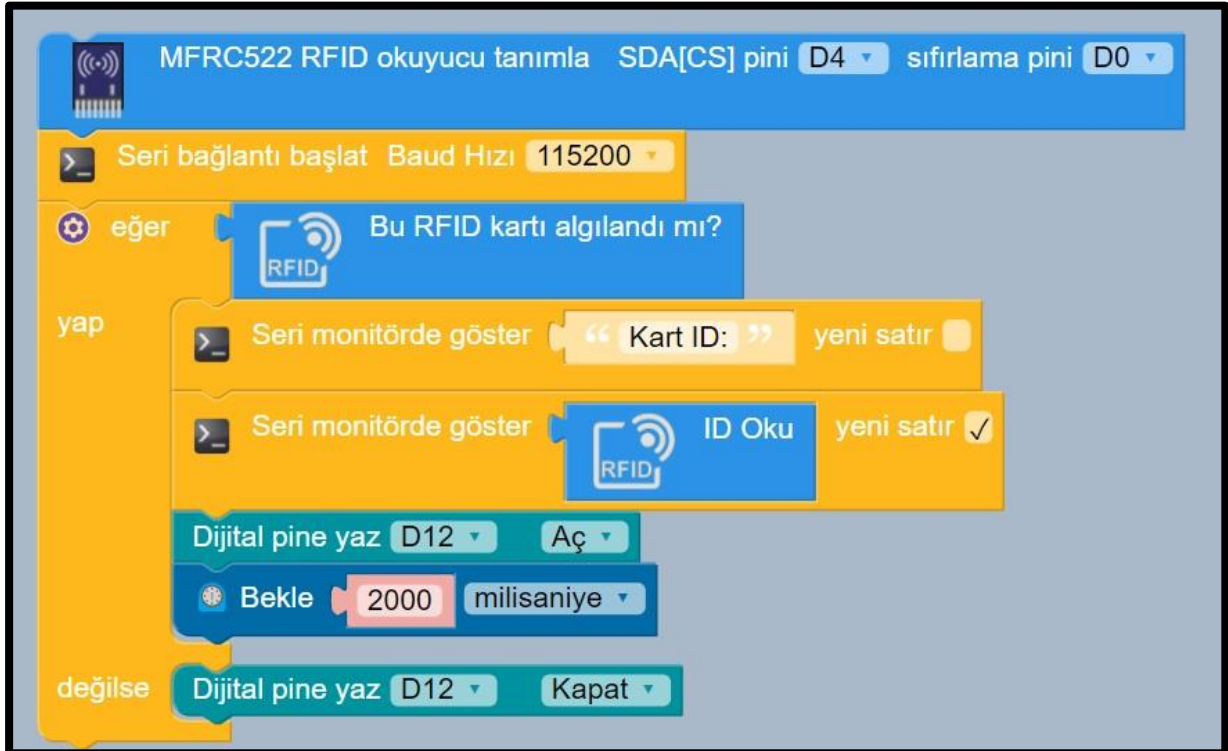 MFRC522 RFID okuyucu tanımla SDA[CS] pini D4 sıfırlama pini D0
Seri bağlantı başlat Baud Hızı 115200
eğer RFID Bu RFID kartı algılandı mı?
yap Seri monitörde göster “ Kart ID: ” yeni satır
Seri monitörde göster RFID ID Oku yeni satır ✓
Dijital pine yaz D12 Aç
Bekle 2000 milisaniye
değilse Dijital pine yaz D12 Kapat